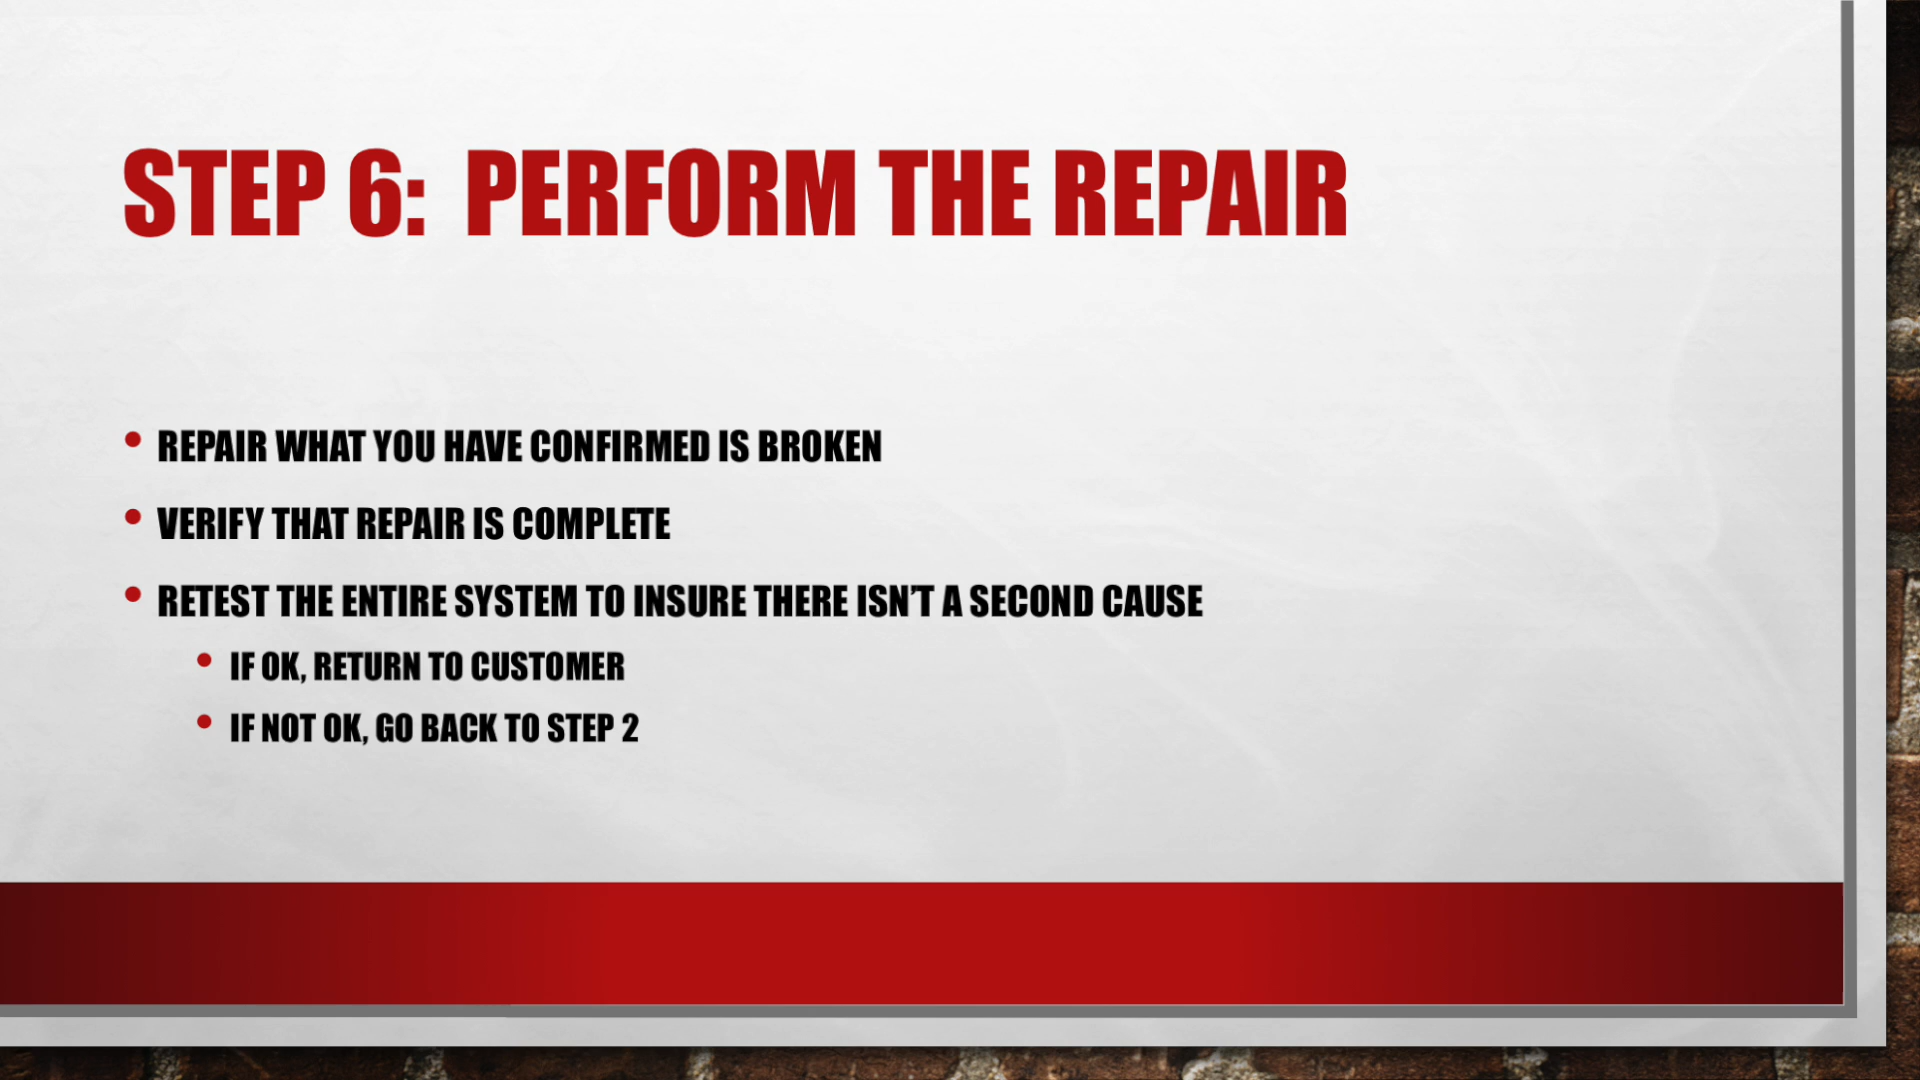 STEP 6: PERFORM THE REPAIR
• REPAIR WHAT YOU HAVE CONFIRMED IS BROKEN
• VERIFY THAT REPAIR IS COMPLETE
• RETEST THE ENTIRE SYSTEM TO INSURE THERE ISN'T A SECOND CAUSE
• IF OK, RETURN TO CUSTOMER
• IF NOT OK, GO BACK TO STEP 2